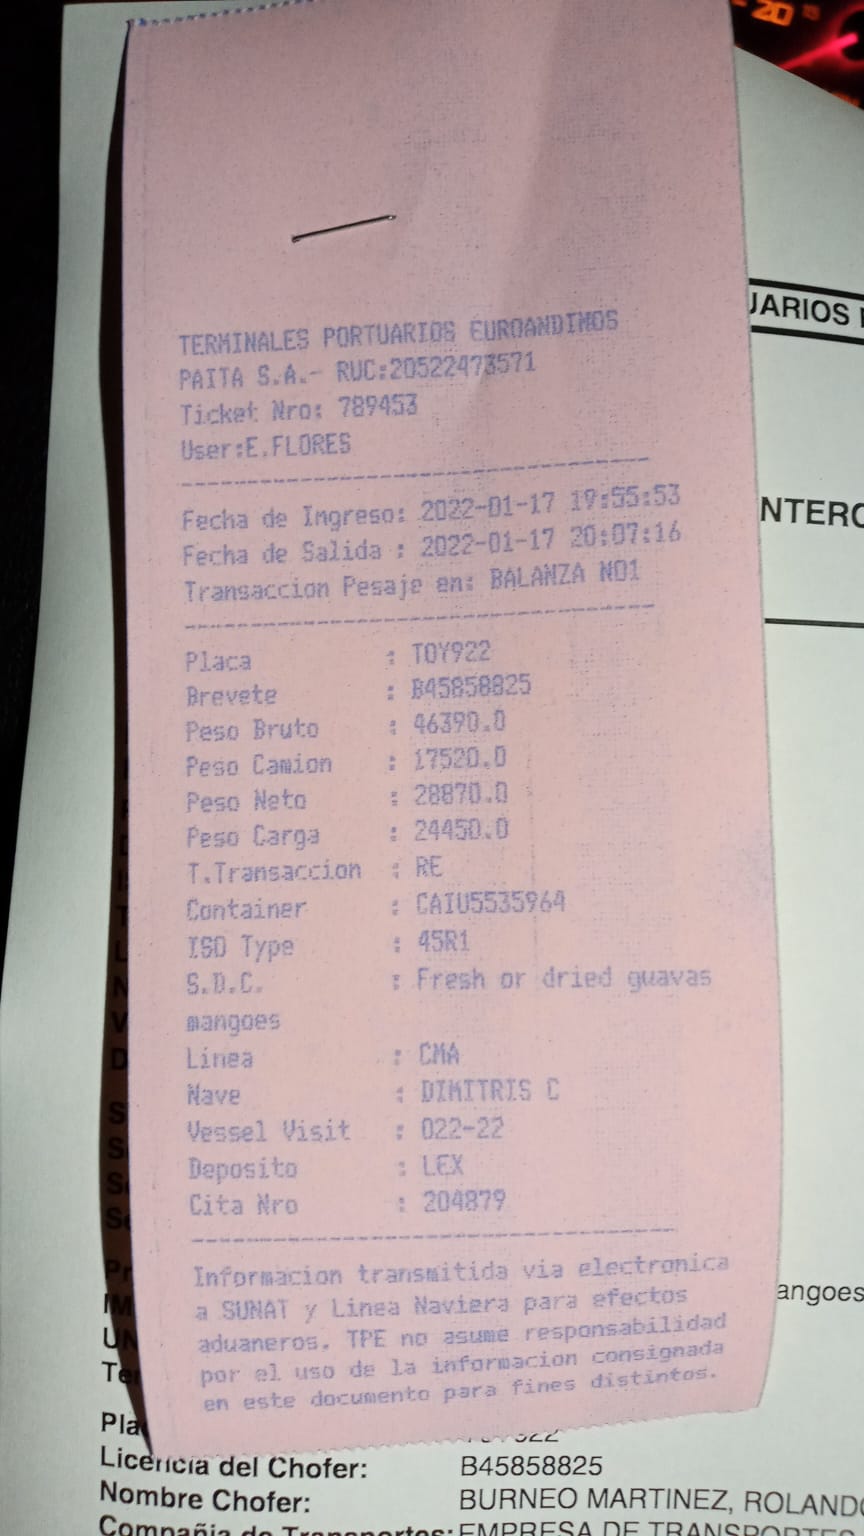 TERMINALES PORTUARIOS EUROANDINOS
PAITA S.A.- RUC:20522473571
Ticket Nro: 789453
User:E.FLORES
Fecha de Ingreso: 2022-01-17 19:55:53
Fecha de Salida : 2022-01-17 20:07:16
Transaccion Pesaje en: BALANZA NO1
Placa : TOY922
Brevete : B45858825
Peso Bruto : 46390.0
Peso Camion : 17520.0
Peso Neto : 28870.0
Peso Carga : 24450.0
T.Transaccion : RE
Container : CAIU5535964
ISO Type : 45R1
S.D.C. : Fresh or dried guavas
mangoes
Linea : CMA
Nave : DIMITRIS C
Vessel Visit : 022-22
Deposito : LEX
Cita Nro : 204879
Informacion transmitida via electronica
a SUNAT y Linea Naviera para efectos
aduaneros. TPE no asume responsabilidad
por el uso de la informacion consignada
en este documento para fines distintos.
Licencia del Chofer: B45858825
Nombre Chofer: BURNEO MARTINEZ, ROLANDO
EMPRESA DE